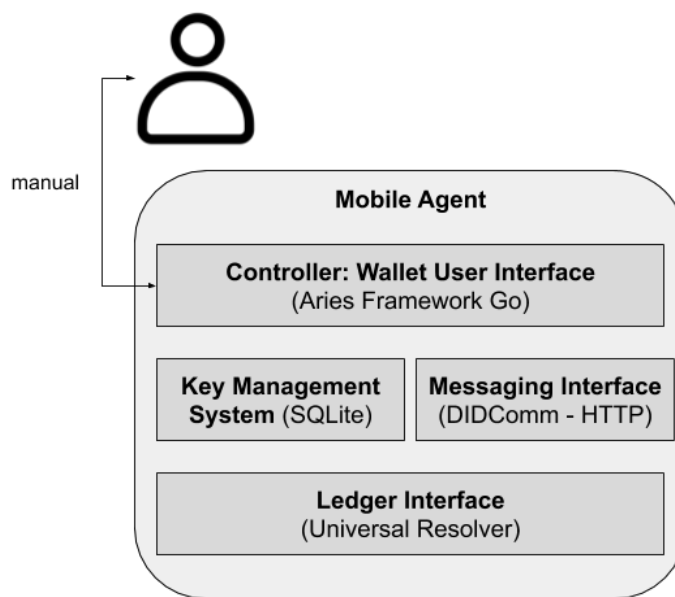 manual
Mobile Agent
Controller: Wallet User Interface
(Aries Framework Go)
Key Management
System (SQLite)
Messaging Interface
(DIDComm - HTTP)
Ledger Interface
(Universal Resolver)